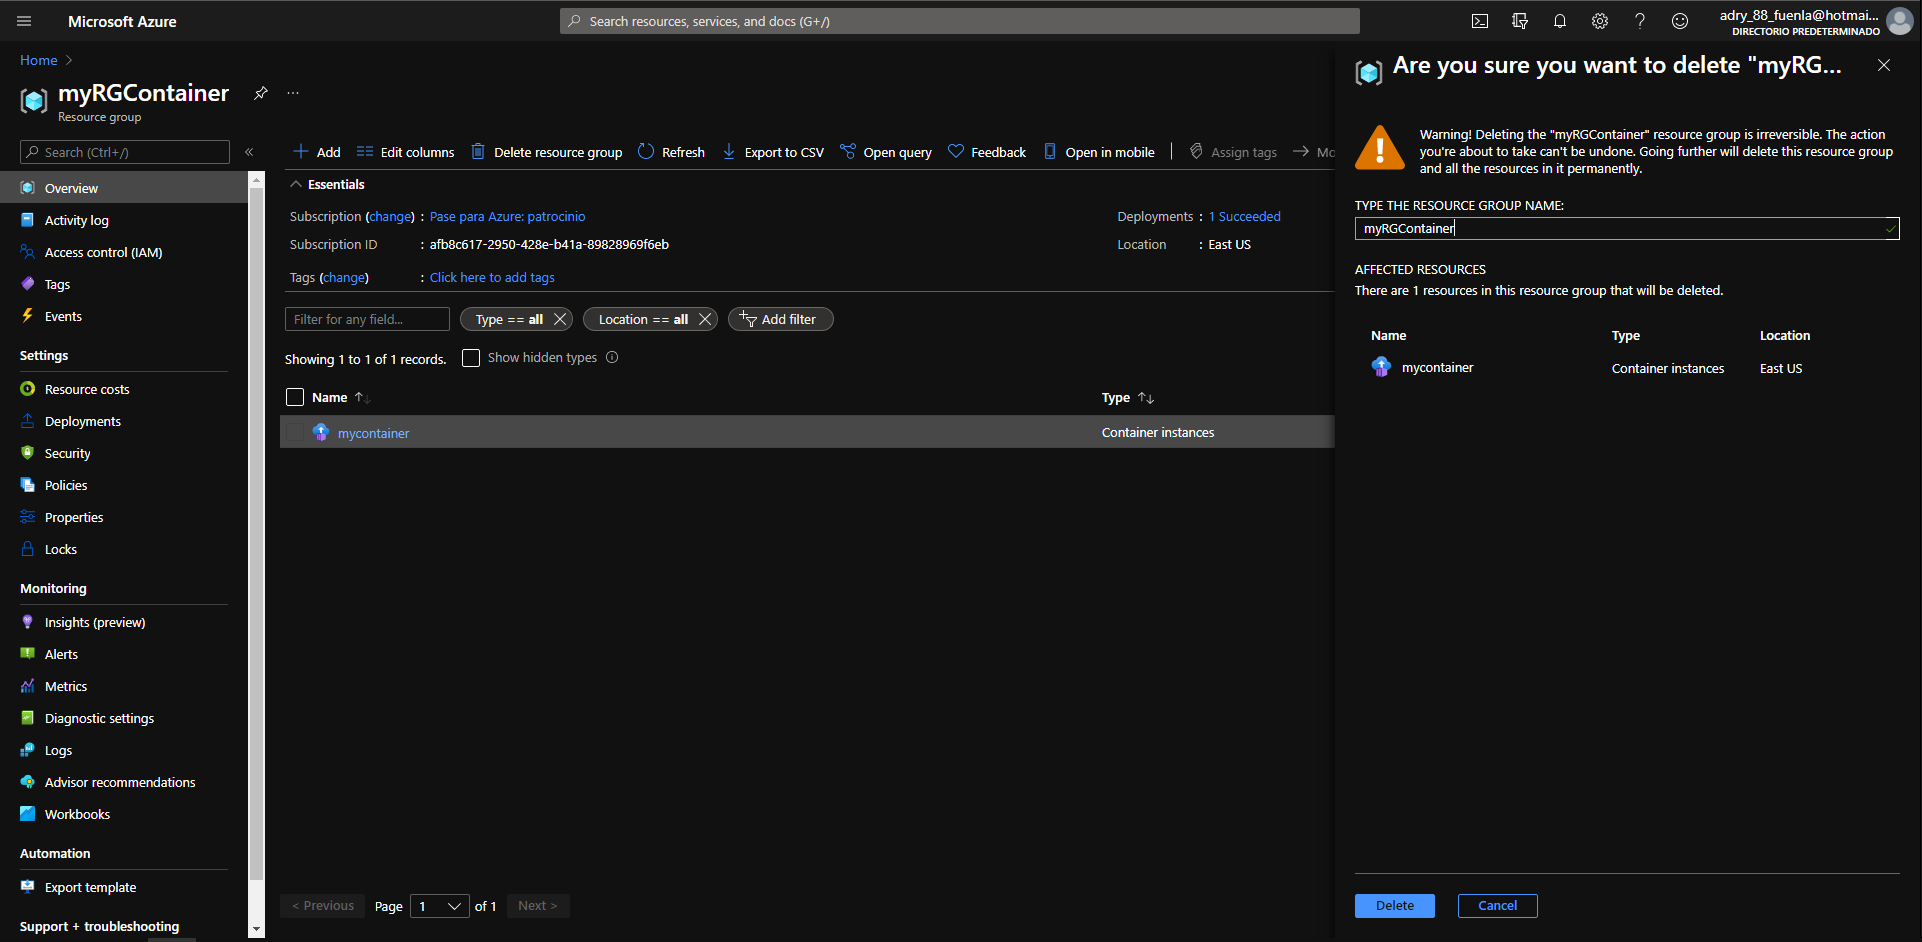 Microsoft Azure
Search resources, services, and docs (G+/)
adry_88_fuenla@hotmai...
DIRECTORIO PREDETERMINADO
Home
myRGContainer
Resource group
Search (Ctrl+/)
Overview
Activity log
Access control (IAM)
Tags
Events
Settings
Resource costs
Deployments
Security
Policies
Properties
Locks
Monitoring
Insights (preview)
Alerts
Metrics
Diagnostic settings
Logs
Advisor recommendations
Workbooks
Automation
Export template
Support + troubleshooting
Add Edit columns Delete resource group Refresh Export to CSV Open query Feedback Open in mobile Assign tags Mo
Essentials
Subscription (change) : Pase para Azure: patrocinio
Deployments : 1 Succeeded
Subscription ID : afb8c617-2950-428e-b41a-89828969f6eb
Location : East US
Tags (change) : Click here to add tags
Filter for any field... Type == all Location == all Add filter
Showing 1 to 1 of 1 records. Show hidden types
Name Type
mycontainer Container instances
< Previous Page 1 of 1 Next >
Are you sure you want to delete "myRG...
Warning! Deleting the "myRGContainer" resource group is irreversible. The action
you're about to take can't be undone. Going further will delete this resource group
and all the resources in it permanently.
TYPE THE RESOURCE GROUP NAME:
myRGContainer
AFFECTED RESOURCES
There are 1 resources in this resource group that will be deleted.
Name Type Location
mycontainer Container instances East US
Delete Cancel